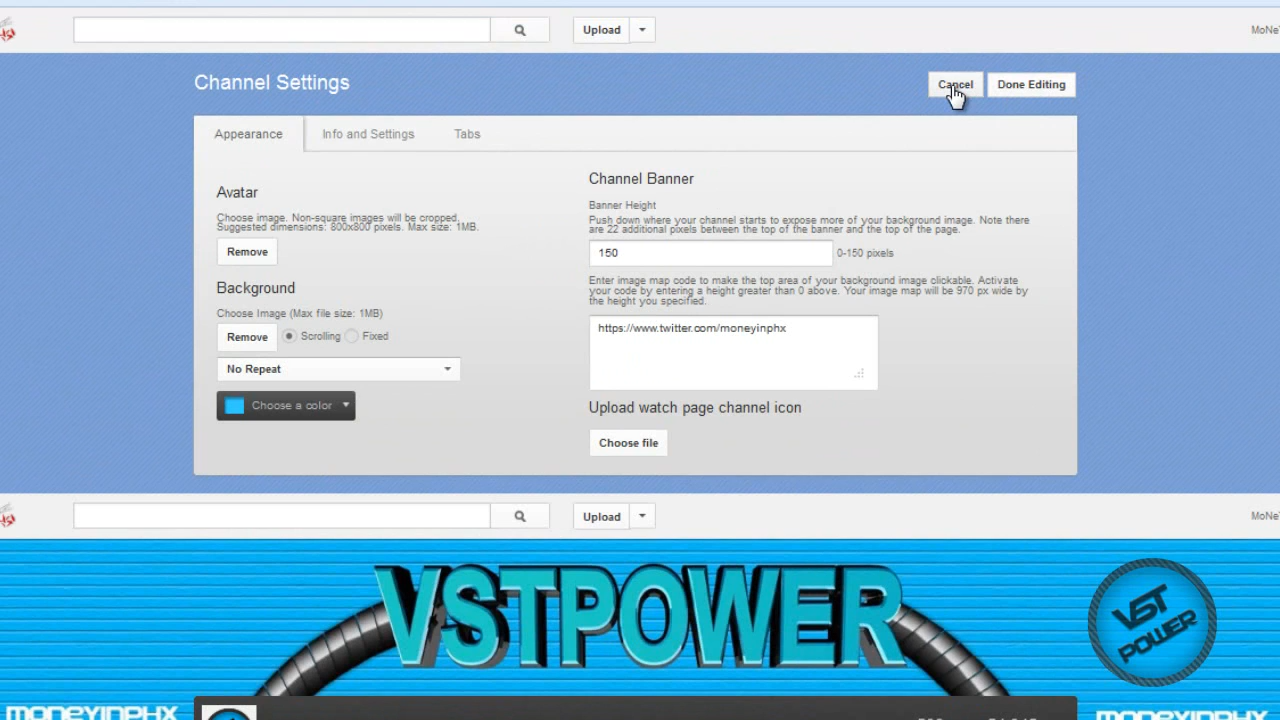 Upload
MoNeY
Channel Settings
Cancel
Done Editing
Appearance
Info and Settings
Tabs
Avatar
Choose image. Non-square images will be cropped.
Suggested dimensions: 800x800 pixels. Max size: 1MB.
Remove
Background
Choose Image (Max file size: 1MB)
Remove
Scrolling
Fixed
No Repeat
Choose a color
Channel Banner
Banner Height
Push down where your channel starts to expose more of your background image. Note there
are 22 additional pixels between the top of the banner and the top of the page.
150
0-150 pixels
Enter image map code to make the top area of your background image clickable. Activate
your code by entering a height greater than 0 above. Your image map will be 970 px wide by
the height you specified.
https://www.twitter.com/moneyinphx
Upload watch page channel icon
Choose file
Upload
MoNeY
VSTPOWER
VST
POWER
MONEYINPHX
MONEYINPHX